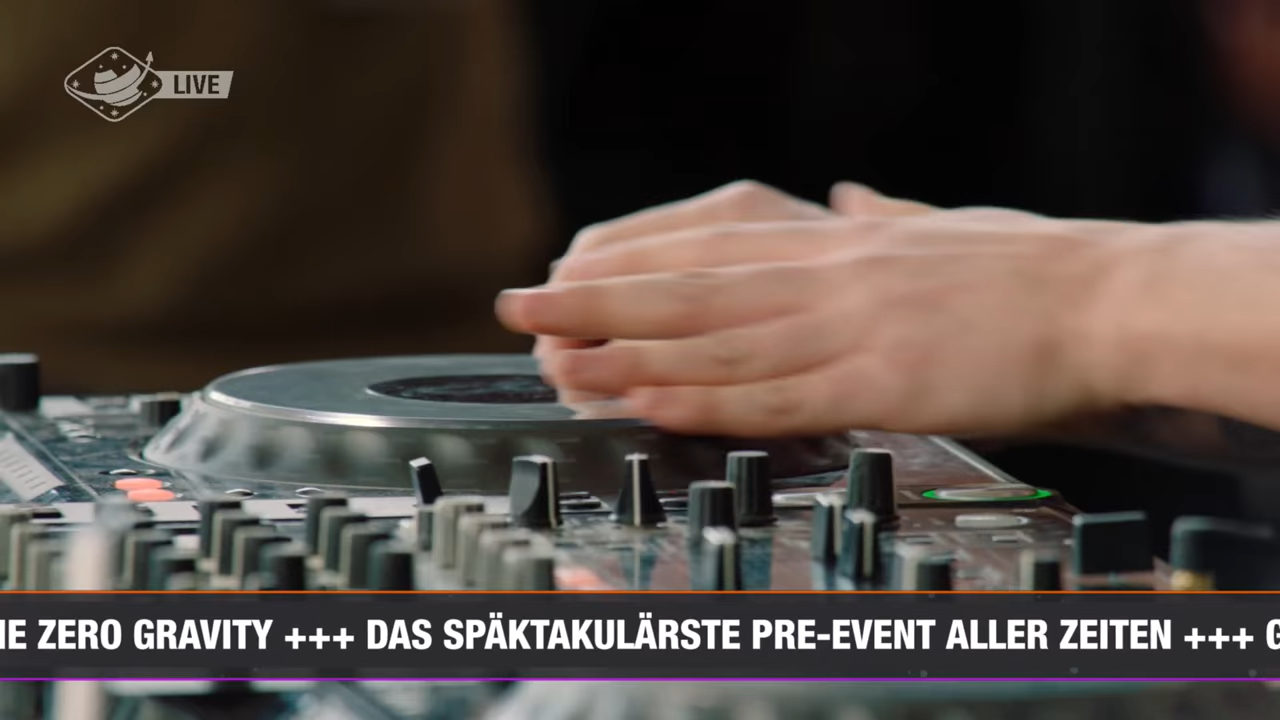 LIVE
ZERO GRAVITY +++ DAS SPÄKTAKULÄRSTE PRE-EVENT ALLER ZEITEN +++